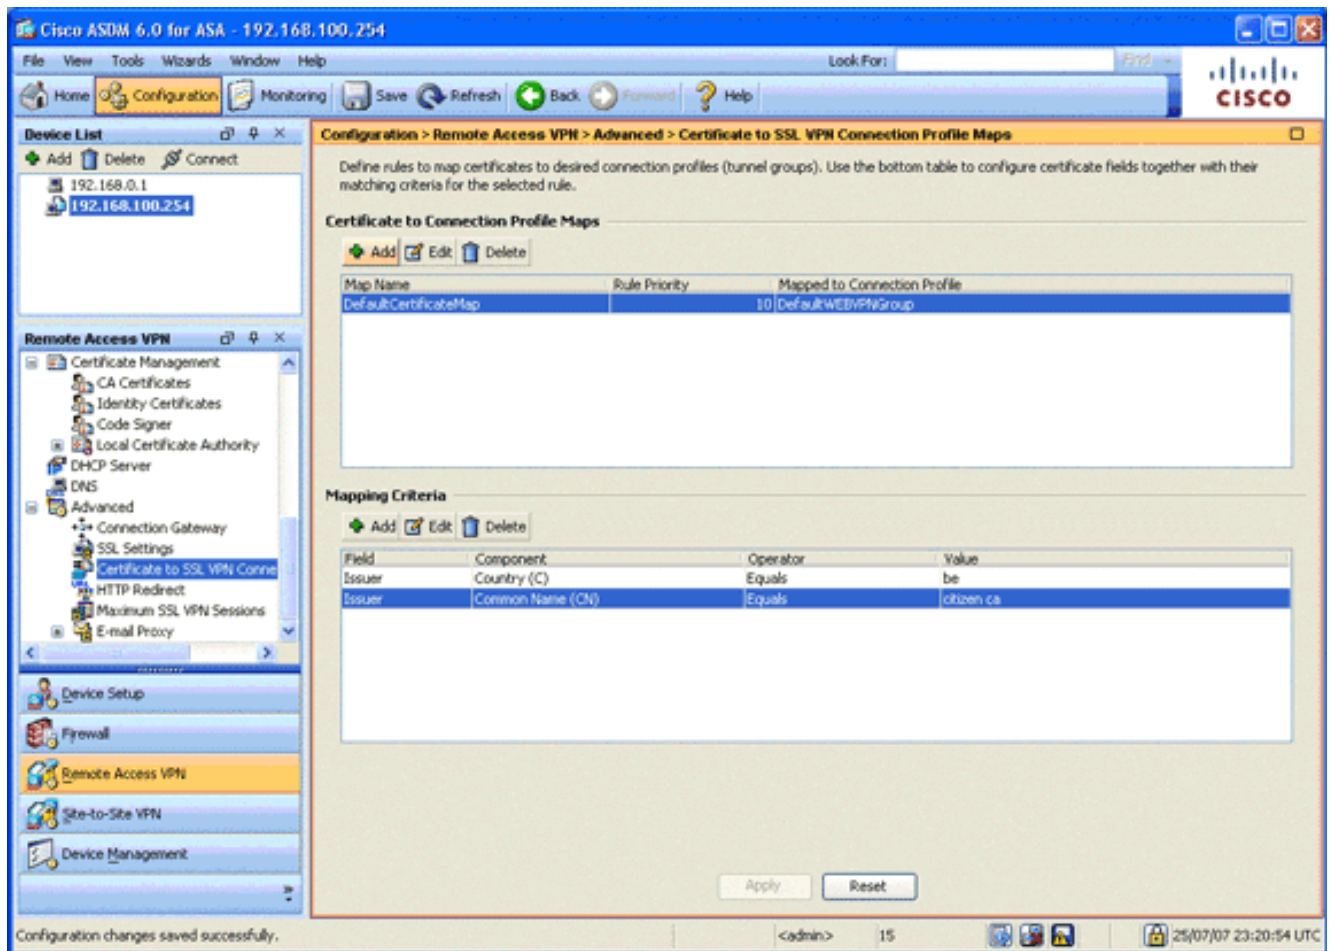 Cisco ASDM 6.0 for ASA - 192.168.100.254
File View Tools Wizards Window Help
Look For: Find
Home Configuration Monitoring Save Refresh Back Forward Help
CISCO
Device List
Add Delete Connect
192.168.0.1
192.168.100.254
Remote Access VPN
Certificate Management
CA Certificates
Identity Certificates
Code Signer
Local Certificate Authority
DHCP Server
DNS
Advanced
Connection Gateway
SSL Settings
Certificate to SSL VPN Conne
HTTP Redirect
Maximum SSL VPN Sessions
E-mail Proxy
Device Setup
Firewall
Remote Access VPN
Site-to-Site VPN
Device Management
Configuration > Remote Access VPN > Advanced > Certificate to SSL VPN Connection Profile Maps
Define rules to map certificates to desired connection profiles (tunnel groups). Use the bottom table to configure certificate fields together with their
matching criteria for the selected rule.
Certificate to Connection Profile Maps
Add Edit Delete
Map Name Rule Priority Mapped to Connection Profile
DefaultCertificateMap 10 DefaultWEBVPNGroup
Mapping Criteria
Add Edit Delete
Field Component Operator Value
Issuer Country (C) Equals be
Issuer Common Name (CN) Equals citizen ca
Apply Reset
Configuration changes saved successfully. <admin> 15 25/07/07 23:20:54 UTC